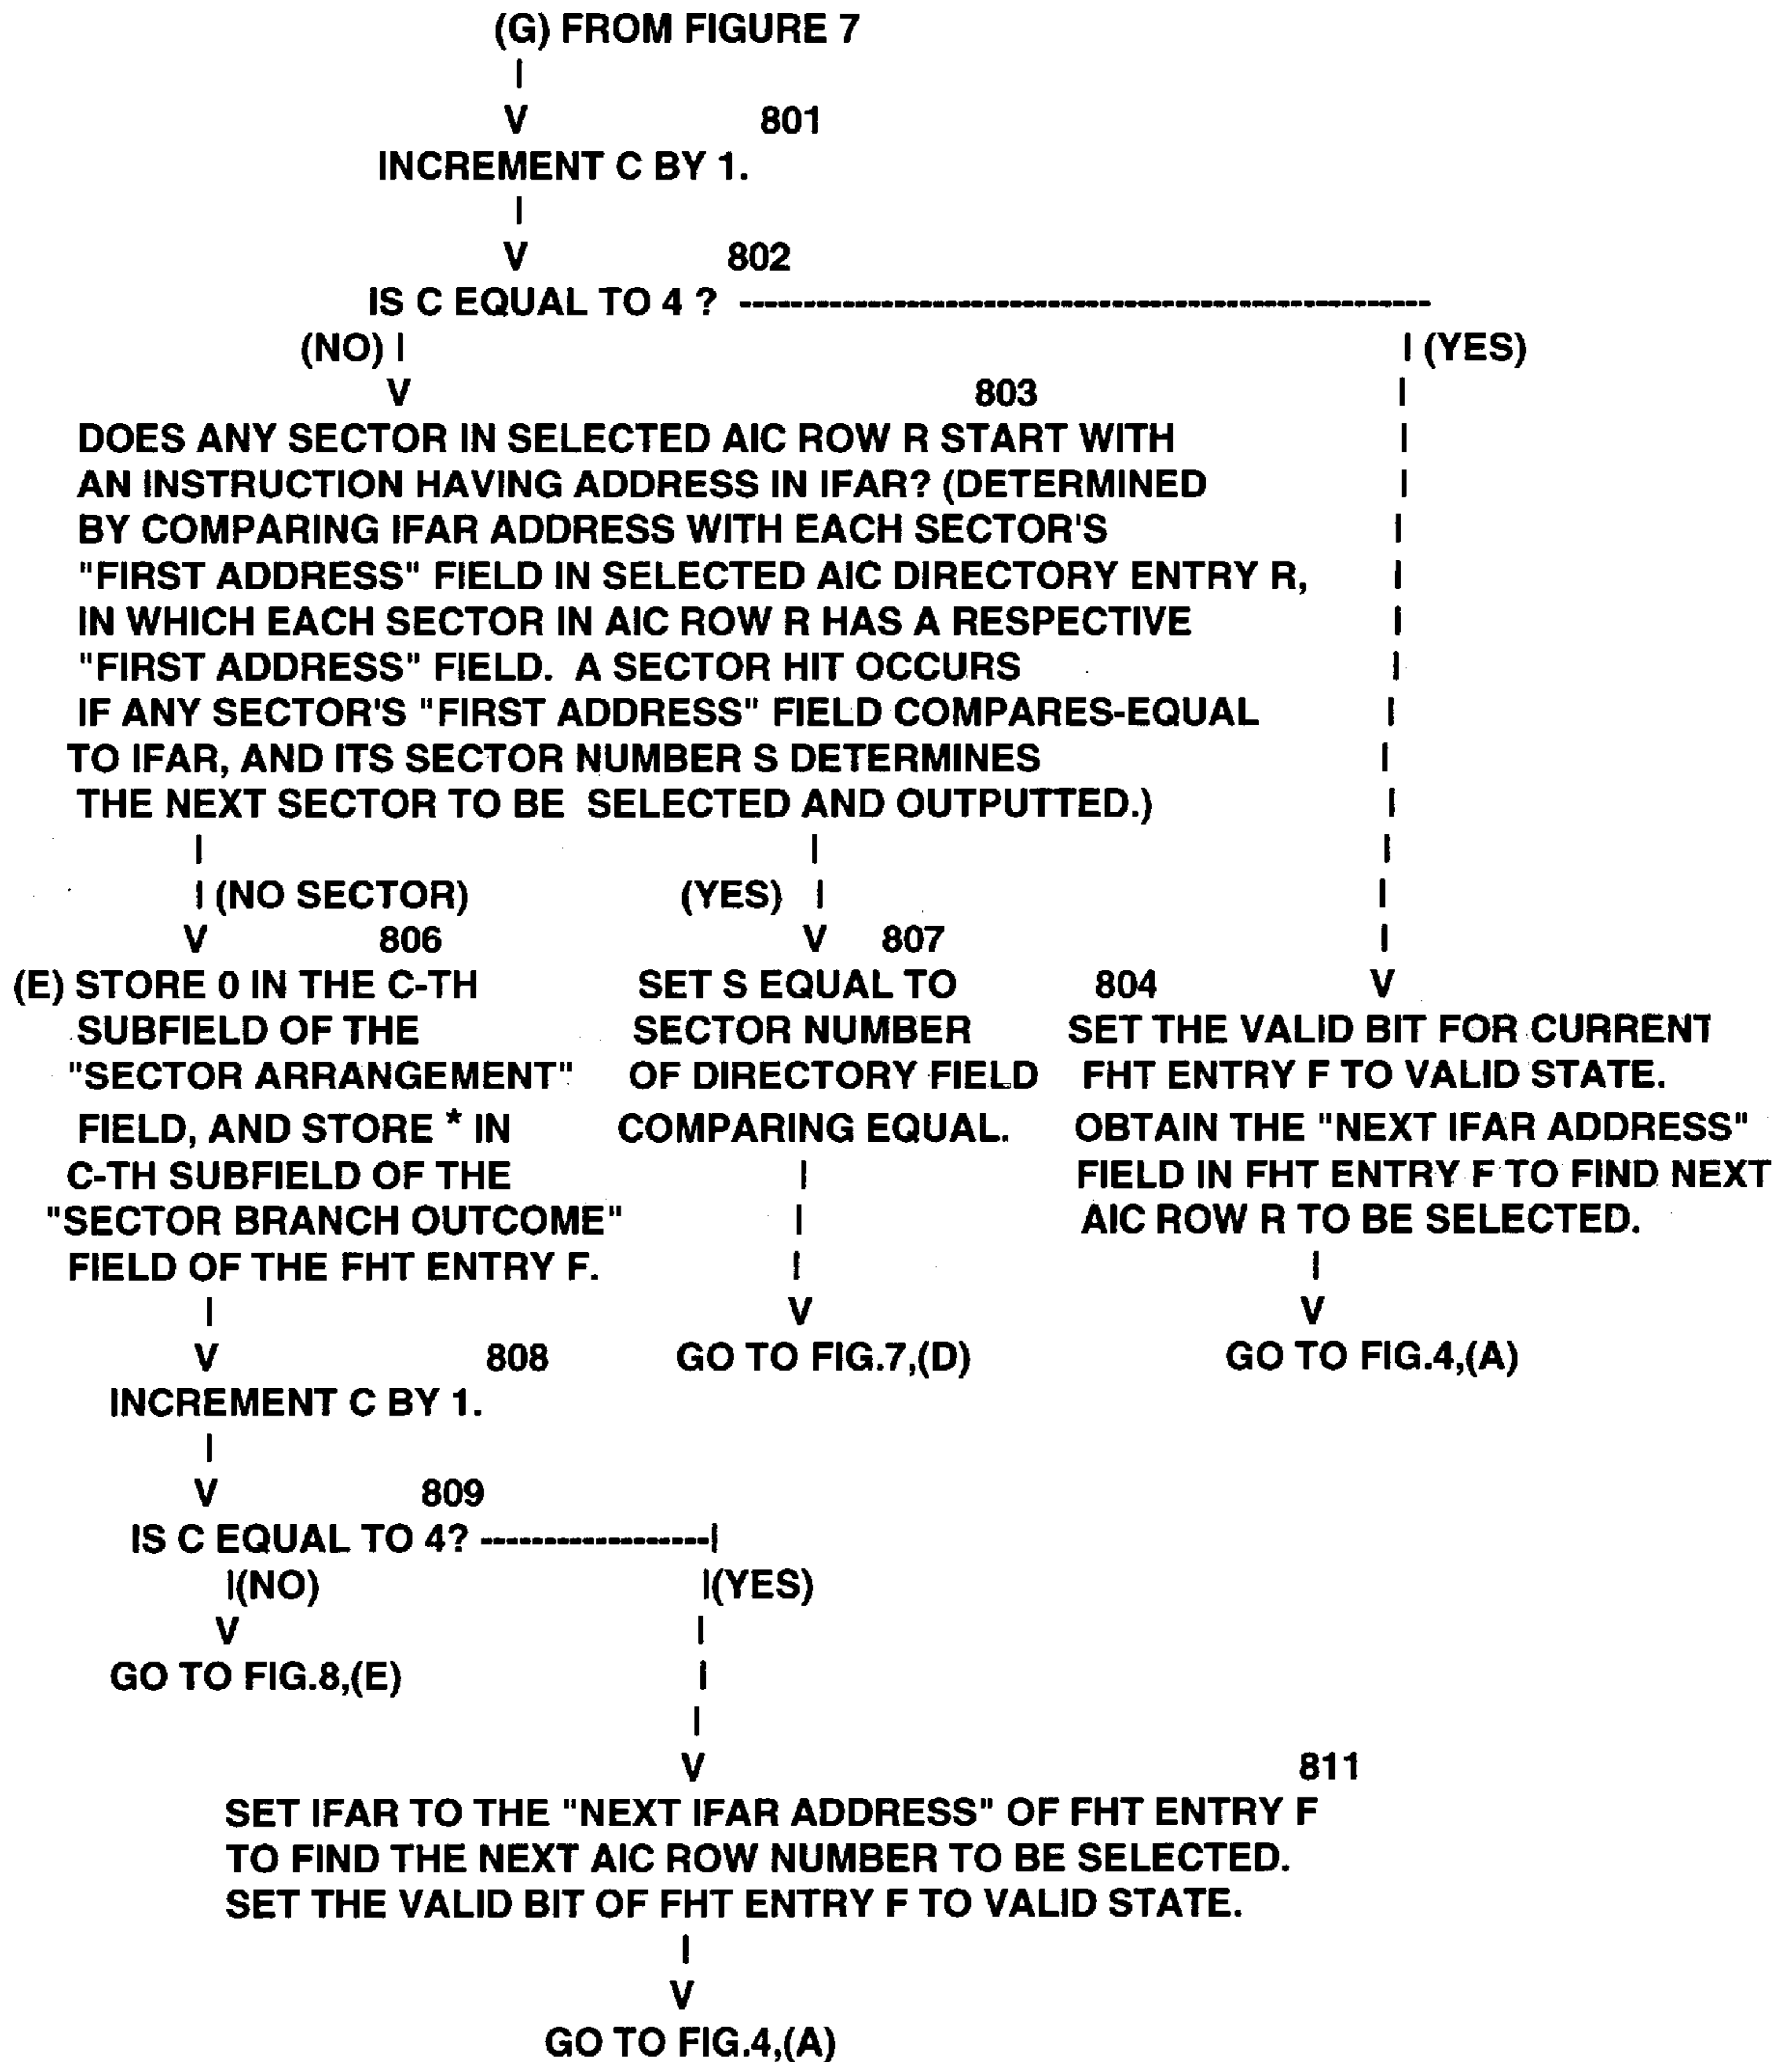 (G) FROM FIGURE 7
801
INCREMENT C BY 1.
802
IS C EQUAL TO 4 ?
(NO)
(YES)
803
DOES ANY SECTOR IN SELECTED AIC ROW R START WITH
AN INSTRUCTION HAVING ADDRESS IN IFAR? (DETERMINED
BY COMPARING IFAR ADDRESS WITH EACH SECTOR'S
"FIRST ADDRESS" FIELD IN SELECTED AIC DIRECTORY ENTRY R,
IN WHICH EACH SECTOR IN AIC ROW R HAS A RESPECTIVE
"FIRST ADDRESS" FIELD. A SECTOR HIT OCCURS
IF ANY SECTOR'S "FIRST ADDRESS" FIELD COMPARES-EQUAL
TO IFAR, AND ITS SECTOR NUMBER S DETERMINES
THE NEXT SECTOR TO BE SELECTED AND OUTPUTTED.)
(NO SECTOR)
806
(E) STORE 0 IN THE C-TH
SUBFIELD OF THE
"SECTOR ARRANGEMENT"
FIELD, AND STORE * IN
C-TH SUBFIELD OF THE
"SECTOR BRANCH OUTCOME"
FIELD OF THE FHT ENTRY F.
(YES)
807
SET S EQUAL TO
SECTOR NUMBER
OF DIRECTORY FIELD
COMPARING EQUAL.
GO TO FIG.7,(D)
804
SET THE VALID BIT FOR CURRENT
FHT ENTRY F TO VALID STATE.
OBTAIN THE "NEXT IFAR ADDRESS"
FIELD IN FHT ENTRY F TO FIND NEXT
AIC ROW R TO BE SELECTED.
GO TO FIG.4,(A)
808
INCREMENT C BY 1.
809
IS C EQUAL TO 4?
(NO)
(YES)
GO TO FIG.8,(E)
811
SET IFAR TO THE "NEXT IFAR ADDRESS" OF FHT ENTRY F
TO FIND THE NEXT AIC ROW NUMBER TO BE SELECTED.
SET THE VALID BIT OF FHT ENTRY F TO VALID STATE.
GO TO FIG.4,(A)